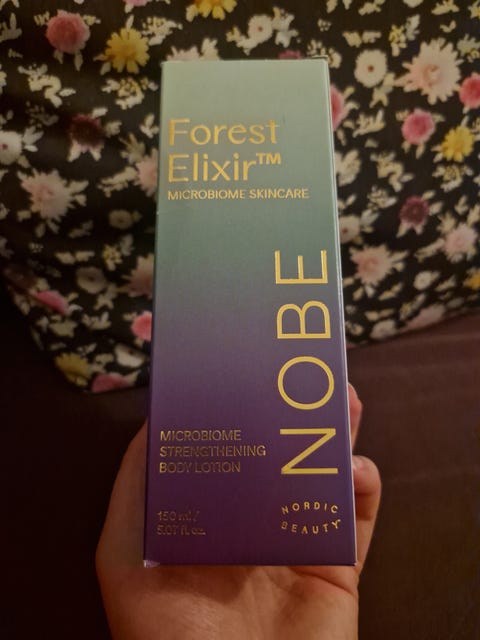 Forest
Elixir™
MICROBIOME SKINCARE
NOBE
MICROBIOME
STRENGTHENING
BODY LOTION
150 ml /
5.07 fl. oz.
NORDIC
BEAUTY